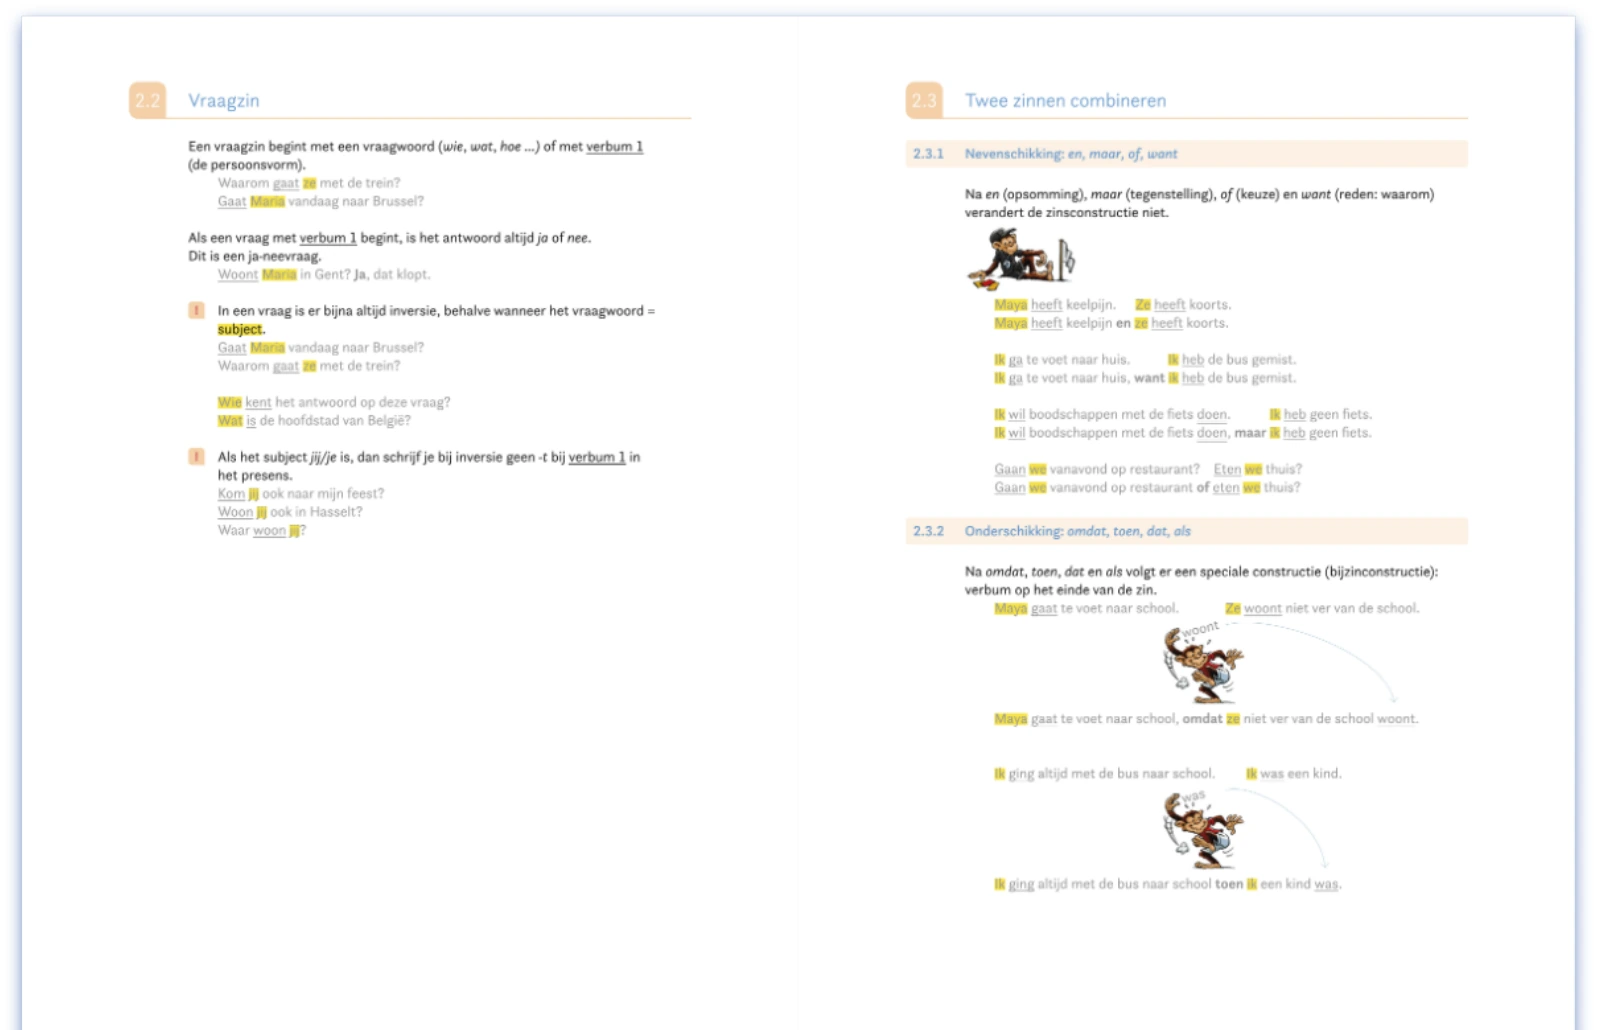 2.2 Vraagzin
Een vraagzin begint met een vraagwoord (wie, wat, hoe ...) of met verbum 1
(de persoonsvorm).
Waarom gaat ze met de trein?
Gaat Maria vandaag naar Brussel?
Als een vraag met verbum 1 begint, is het antwoord altijd ja of nee.
Dit is een ja-neevraag.
Woont Maria in Gent? Ja, dat klopt.
! In een vraag is er bijna altijd inversie, behalve wanneer het vraagwoord =
subject.
Gaat Maria vandaag naar Brussel?
Waarom gaat ze met de trein?
Wie kent het antwoord op deze vraag?
Wat is de hoofdstad van België?
! Als het subject jij/je is, dan schrijf je bij inversie geen -t bij verbum 1 in
het presens.
Kom jij ook naar mijn feest?
Woon jij ook in Hasselt?
Waar woon jij?
2.3 Twee zinnen combineren
2.3.1 Nevenschikking: en, maar, of, want
Na en (opsomming), maar (tegenstelling), of (keuze) en want (reden: waarom)
verandert de zinsconstructie niet.
Maya heeft keelpijn. Ze heeft koorts.
Maya heeft keelpijn en ze heeft koorts.
Ik ga te voet naar huis. Ik heb de bus gemist.
Ik ga te voet naar huis, want ik heb de bus gemist.
Ik wil boodschappen met de fiets doen. Ik heb geen fiets.
Ik wil boodschappen met de fiets doen, maar ik heb geen fiets.
Gaan we vanavond op restaurant? Eten we thuis?
Gaan we vanavond op restaurant of eten we thuis?
2.3.2 Onderschikking: omdat, toen, dat, als
Na omdat, toen, dat en als volgt er een speciale constructie (bijzinconstructie):
verbum op het einde van de zin.
Maya gaat te voet naar school. Ze woont niet ver van de school.
woont
Maya gaat te voet naar school, omdat ze niet ver van de school woont.
Ik ging altijd met de bus naar school. Ik was een kind.
was
Ik ging altijd met de bus naar school toen ik een kind was.